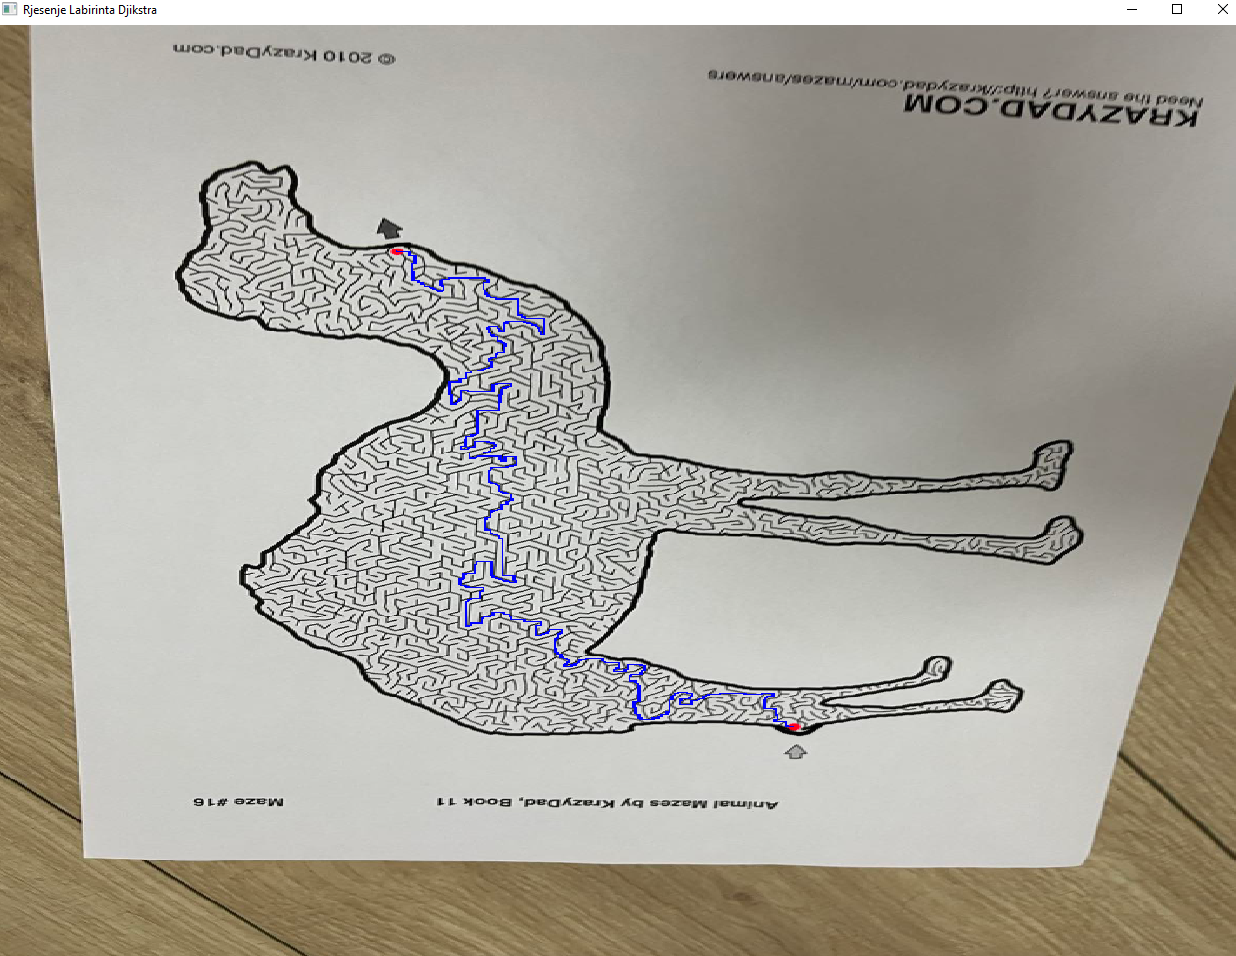 Rjesenje Labirinta Djikstra
© 2010 KrazyDad.com
Need the answer? http://krazydad.com/mazes/answers
KRAZYDAD.COM
Maze #16
Animal Mazes by KrazyDad, Book 11